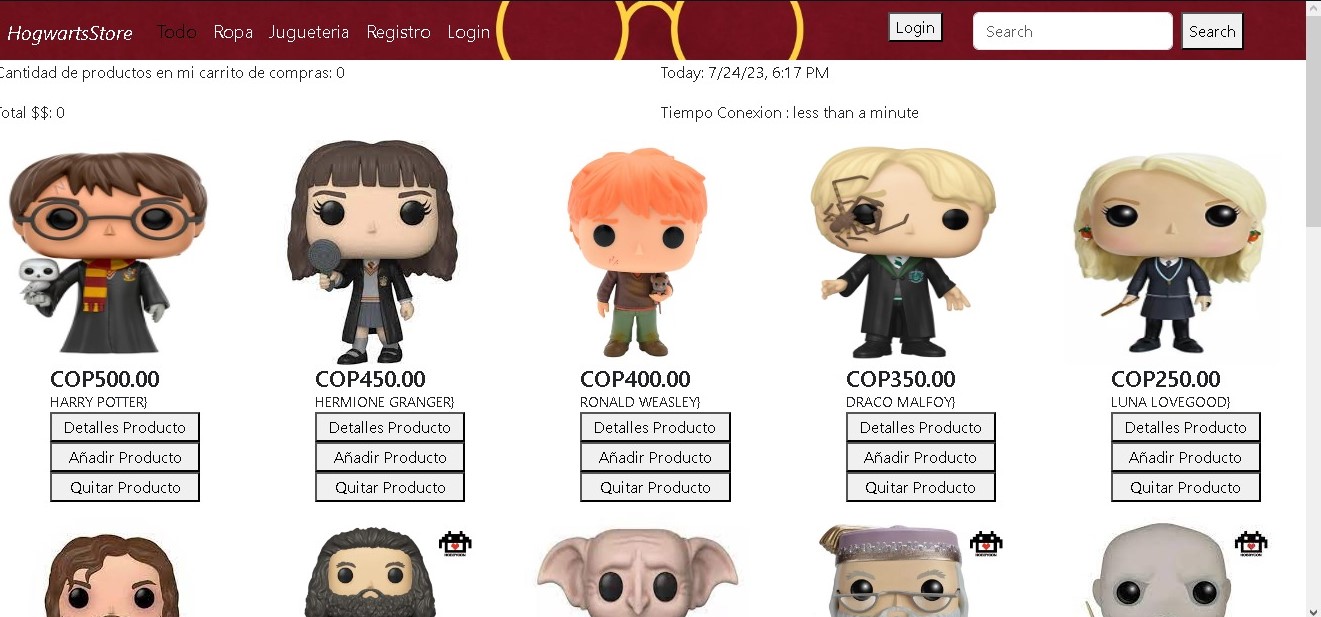 HogwartsStore Todo Ropa Jugueteria Registro Login Login Search Search
Cantidad de productos en mi carrito de compras: 0 Today: 7/24/23, 6:17 PM
Total $$: 0 Tiempo Conexion : less than a minute
COP500.00 COP450.00 COP400.00 COP350.00 COP250.00
HARRY POTTER} HERMIONE GRANGER} RONALD WEASLEY} DRACO MALFOY} LUNA LOVEGOOD}
Detalles Producto Detalles Producto Detalles Producto Detalles Producto Detalles Producto
Añadir Producto Añadir Producto Añadir Producto Añadir Producto Añadir Producto
Quitar Producto Quitar Producto Quitar Producto Quitar Producto Quitar Producto